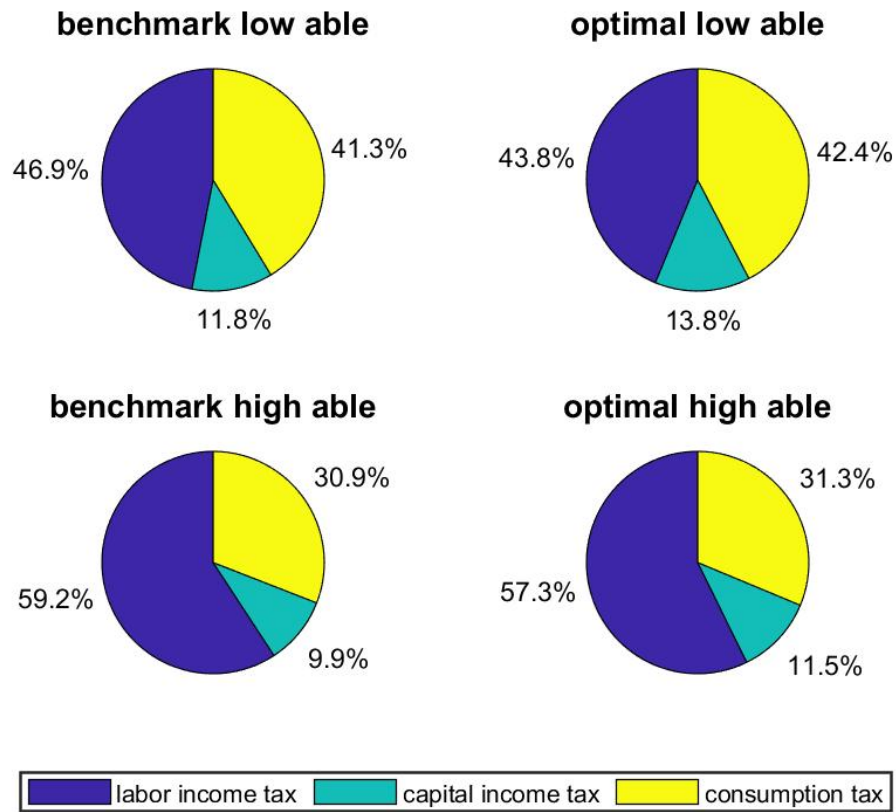 benchmark low able
optimal low able
46.9%
41.3%
11.8%
43.8%
42.4%
13.8%
benchmark high able
optimal high able
59.2%
30.9%
9.9%
57.3%
31.3%
11.5%
labor income tax
capital income tax
consumption tax